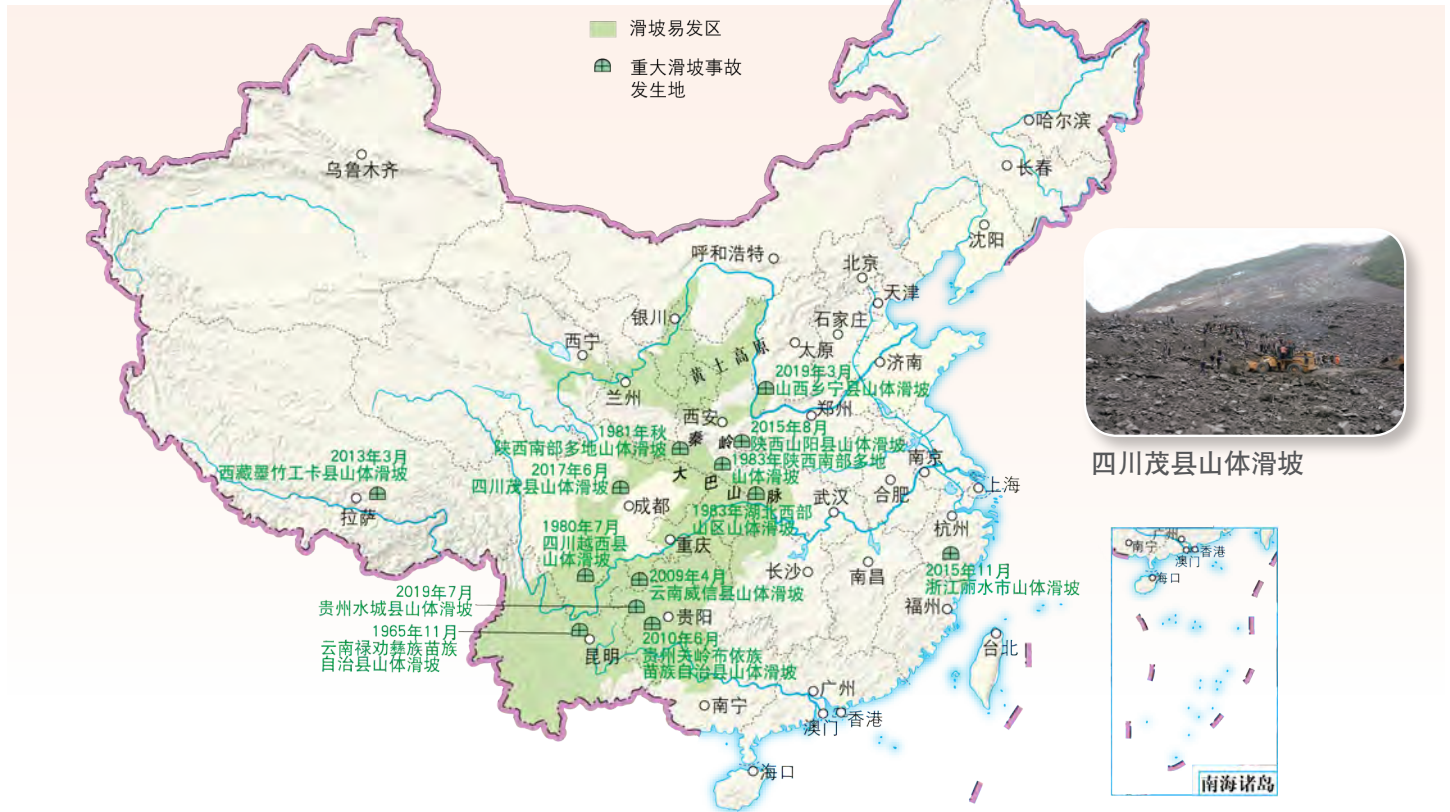 滑坡易发区
重大滑坡事故
发生地
哈尔滨
长春
乌鲁木齐
沈阳
呼和浩特
北京
天津
银川
石家庄
西宁
太原
黄土高原
济南
2019年3月
山西乡宁县山体滑坡
兰州
郑州
西安
1981年秋
陕西南部多地山体滑坡
秦岭
2015年8月
陕西山阳县山体滑坡
2013年3月
西藏墨竹工卡县山体滑坡
2017年6月
四川茂县山体滑坡
大巴山脉
1983年陕西南部多地
山体滑坡
南京
四川茂县山体滑坡
合肥
上海
拉萨
成都
武汉
1983年湖北西部
山区山体滑坡
杭州
1980年7月
四川越西县
山体滑坡
重庆
长沙
南昌
2015年11月
浙江丽水市山体滑坡
2009年4月
云南威信县山体滑坡
2019年7月
贵州水城县山体滑坡
福州
贵阳
1965年11月
云南禄劝彝族苗族
自治县山体滑坡
昆明
2010年6月
贵州关岭布依族
苗族自治县山体滑坡
台北
广州
南宁
澳门
香港
海口
广州
南宁
香港
澳门
海口
南海诸岛